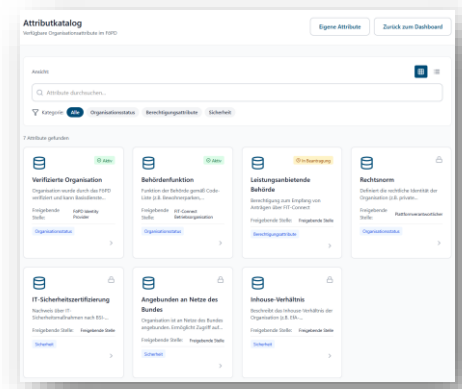 Attributkatalog
Verfügbare Organisationsattribute im FöPD
Eigene Attribute
Zurück zum Dashboard
Ansicht
Attribute durchsuchen...
Kategorie: Alle Organisationsstatus Berechtigungsattribute Sicherheit
7 Attribute gefunden
Aktiv
Verifizierte Organisation
Organisation wurde durch das FöPD
verifiziert und kann Basisdienste...
Freigebende Stelle:
Identity Provider
Organisationsstatus
Aktiv
Behördenfunktion
Funktion der Behörde gemäß Code-
Liste (z.B. Bewohnerparken, ...
Freigebende Stelle:
FIT-Connect
Betriebsorganisation
Organisationsstatus
In Beantragung
Leistungsanbietende
Behörde
Berechtigung zum Empfang von
Anträgen über FIT-Connect
Freigebende Stelle: Freigebende Stelle
Berechtigungsattribute
Rechtsnorm
Definiert die rechtliche Identität der
Organisation (z.B. private...
Freigebende Stelle:
Plattformverantwortlicher
Organisationsstatus
IT-Sicherheitszertifizierung
Nachweis über IT-
Sicherheitsmaßnahmen nach BSI-...
Freigebende Stelle: Freigebende Stelle
Sicherheit
Angebunden an Netze des
Bundes
Organisation ist an Netze des Bundes
angebunden. Ermöglicht Zugriff auf...
Freigebende Stelle: Freigebende Stelle
Sicherheit
Inhouse-Verhältnis
Beschreibt das Inhouse-Verhältnis der
Organisation (z.B. EfA-...
Freigebende Stelle: Freigebende Stelle
Sicherheit